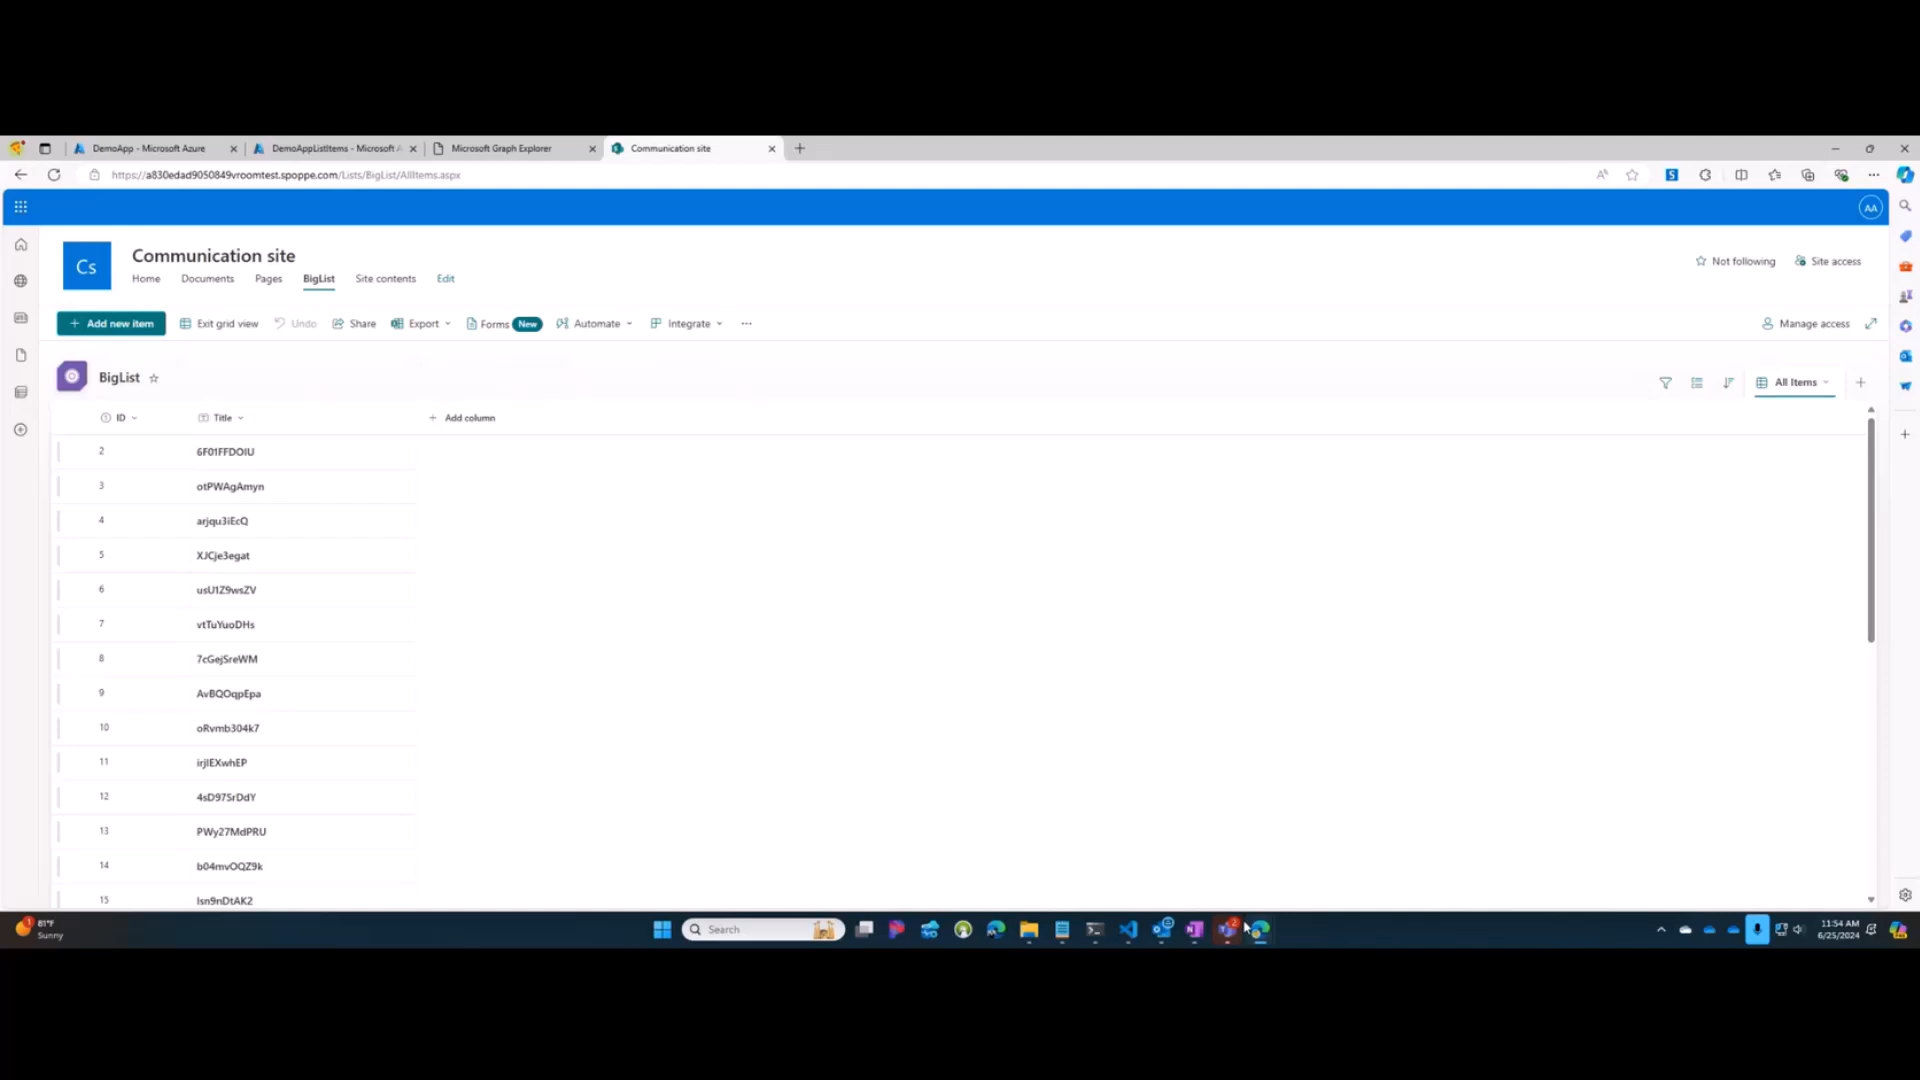 DemoApp - Microsoft Azure
DemoAppListItems - Microsoft A
Microsoft Graph Explorer
Communication site
https://a830edad9050849vroomtest.spoppe.com/Lists/BigList/AllItems.aspx
AA
Cs
Communication site
Home Documents Pages BigList Site contents Edit
Not following Site access
Add new item Exit grid view Undo Share Export Forms New Automate Integrate
Manage access
BigList
All Items
ID Title Add column
2 6F01FFDOIU
3 otPWAgAmyn
4 arjqu3iEcQ
5 XJCje3egat
6 usU1Z9wsZV
7 vtTuYuoDHs
8 7cGejSreWM
9 AvBQOqpEpa
10 oRvmb304k7
11 irjIEXwhEP
12 4sD97SrDdY
13 PWy27MdPRU
14 b04mvOQZ9k
15 lsn9nDtAK2
81°F
Sunny
Search
11:54 AM
6/25/2024